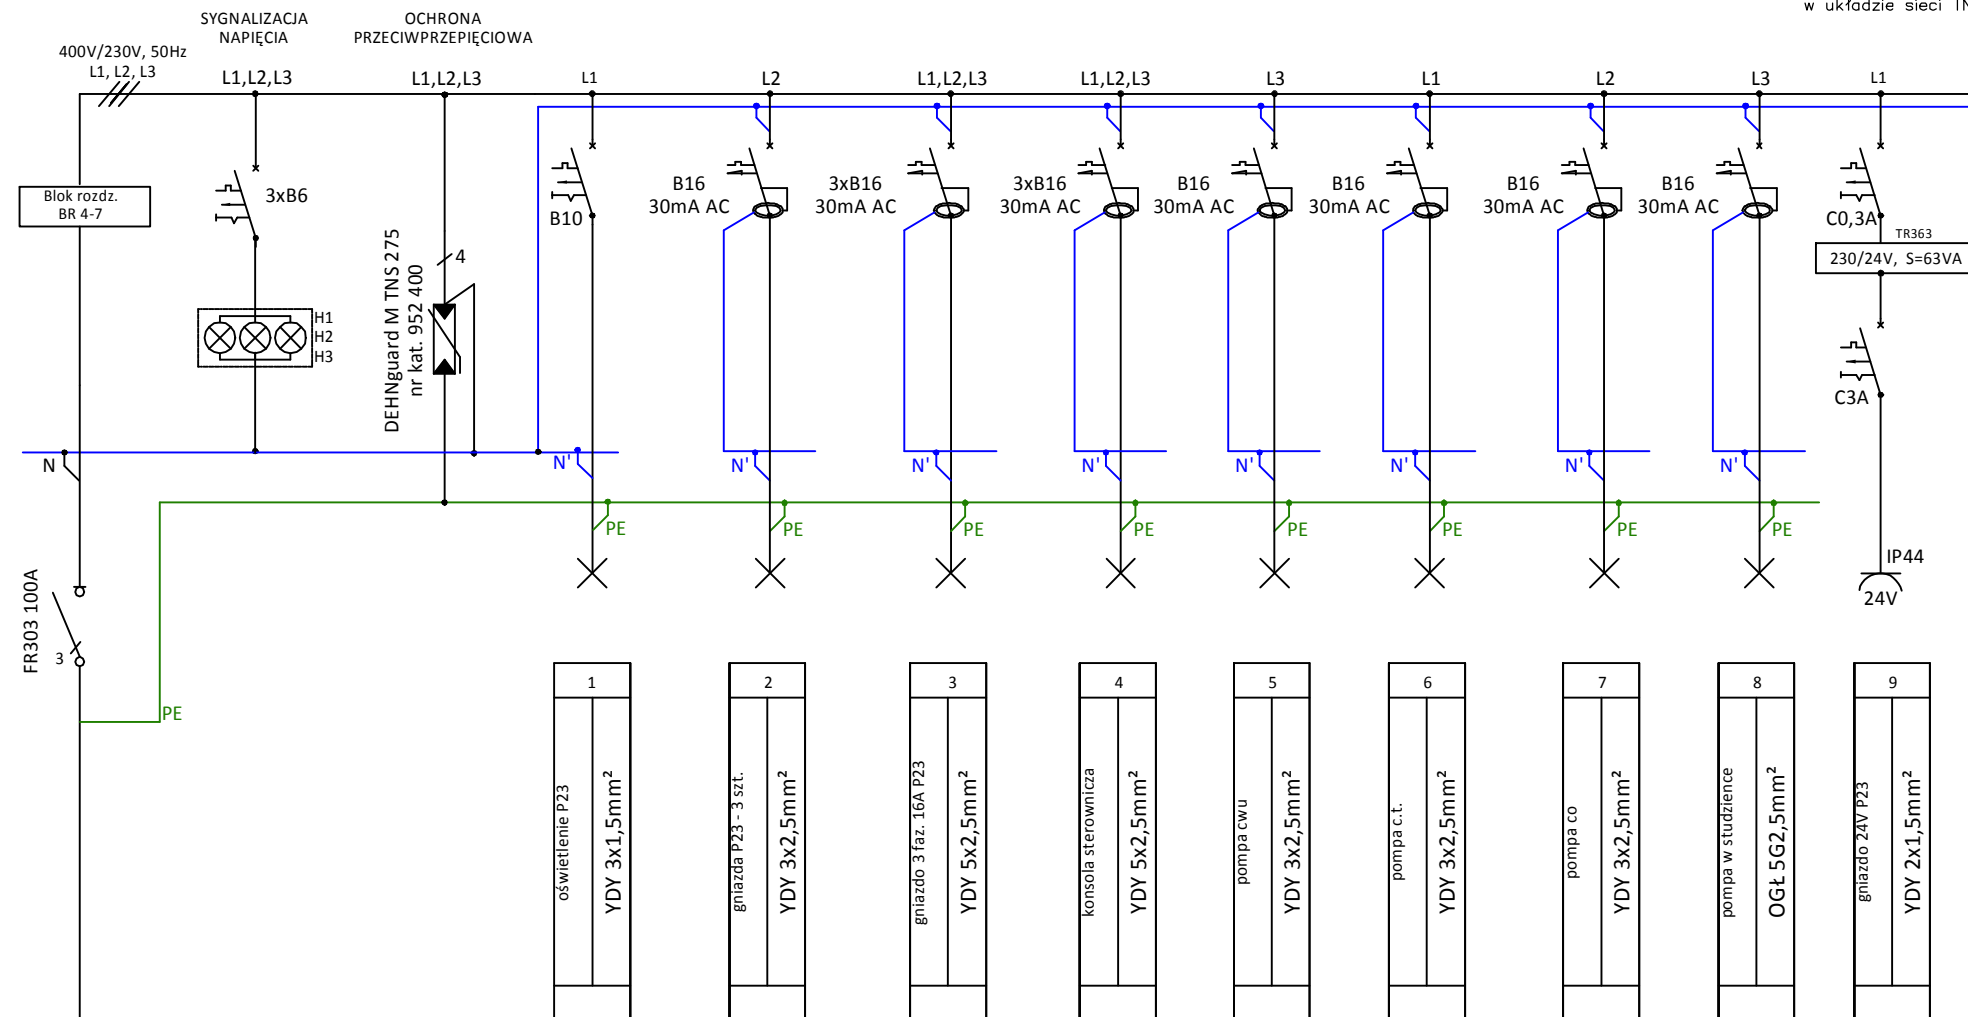 w układzie sieci TN
SYGNALIZACJA
NAPIĘCIA
OCHRONA
PRZECIWPRZEPIĘCIOWA
400V/230V, 50Hz
L1, L2, L3
L1,L2,L3
L1,L2,L3
L1
L2
L1,L2,L3
L1,L2,L3
L3
L1
L2
L3
L1
Blok rozdz.
BR 4-7
3xB6
H1
H2
H3
4
DEHNguard M TNS 275
nr kat. 952 400
B10
B16
30mA AC
3xB16
30mA AC
3xB16
30mA AC
B16
30mA AC
B16
30mA AC
B16
30mA AC
B16
30mA AC
C0,3A
TR363
230/24V, S=63VA
C3A
N
N'
N'
N'
N'
N'
N'
N'
N'
PE
PE
PE
PE
PE
PE
PE
PE
IP44
24V
FR303 100A
3
PE
1
oświetlenie P23
YDY 3x1,5mm²
2
gniazda P23 - 3 szt.
YDY 3x2,5mm²
3
gniazdo 3 faz. 16A P23
YDY 5x2,5mm²
4
konsola sterownicza
YDY 5x2,5mm²
5
pompa cwu
YDY 3x2,5mm²
6
pompa c.t.
YDY 3x2,5mm²
7
pompa co
YDY 3x2,5mm²
8
pompa w studzience
OGŁ 5G2,5mm²
9
gniazdo 24V P23
YDY 2x1,5mm²